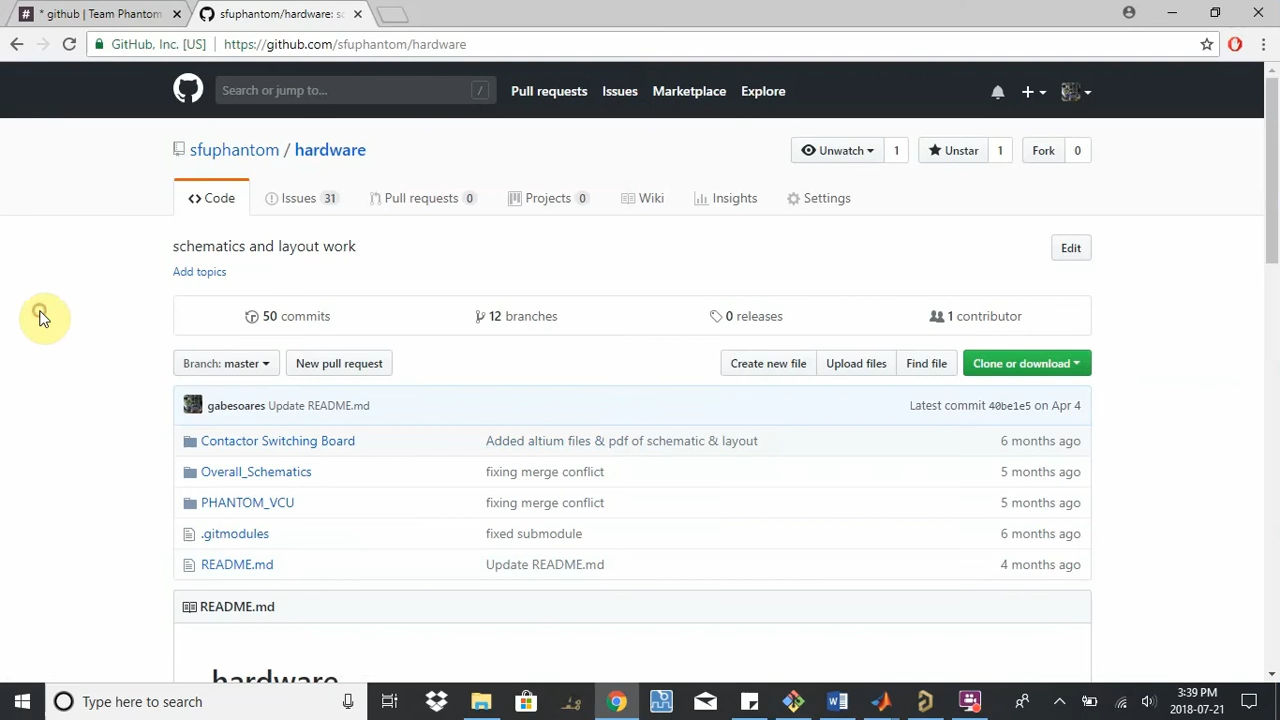 * github | Team Phantom
sfuphantom/hardware: sc
GitHub, Inc. [US] https://github.com/sfuphantom/hardware
Search or jump to... /
Pull requests Issues Marketplace Explore
sfuphantom / hardware
Unwatch 1 Unstar 1 Fork 0
Code Issues 31 Pull requests 0 Projects 0 Wiki Insights Settings
schematics and layout work
Edit
Add topics
50 commits 12 branches 0 releases 1 contributor
Branch: master New pull request Create new file Upload files Find file Clone or download
gabesoares Update README.md Latest commit 40be1e5 on Apr 4
Contactor Switching Board Added altium files & pdf of schematic & layout 6 months ago
Overall_Schematics fixing merge conflict 5 months ago
PHANTOM_VCU fixing merge conflict 5 months ago
.gitmodules fixed submodule 6 months ago
README.md Update README.md 4 months ago
README.md
hardware
Type here to search
3:39 PM
2018-07-21